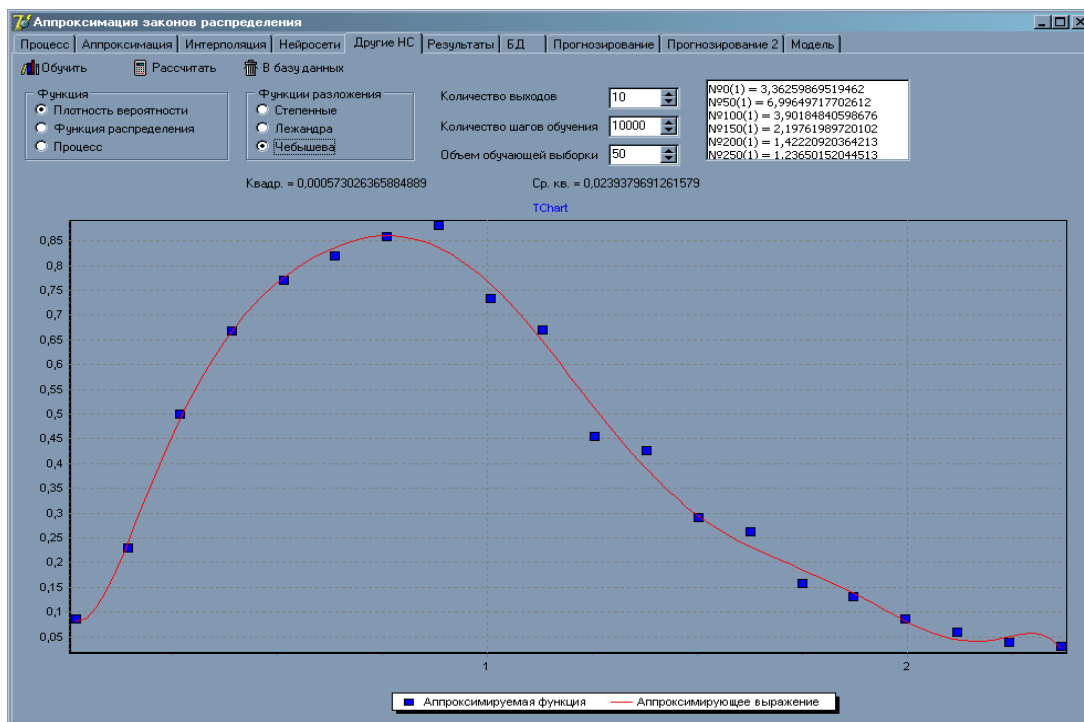 Аппроксимация законов распределения
Процесс Аппроксимация Интерполяция Нейросети Другие НС Результаты БД Прогнозирование Прогнозирование 2 Модель
Обучить Рассчитать В базу данных
Функция
Плотность вероятности
Функция распределения
Процесс
Функции разложения
Степенные
Лежандра
Чебышева
Количество выходов 10
Количество шагов обучения 10000
Объем обучающей выборки 50
№90(1) = 3,36259869519462
№50(1) = 6,99649717702612
№100(1) = 3,90184840598676
№150(1) = 2,19761989720102
№200(1) = 1,42220920364213
№250(1) = 1,23650152044513
Квадр. = 0,000573026365884889 Ср. кв. = 0,0239379691261579
TChart
0,85
0,8
0,75
0,7
0,65
0,6
0,55
0,5
0,45
0,4
0,35
0,3
0,25
0,2
0,15
0,1
0,05
1 2
Аппроксимируемая функция Аппроксимирующее выражение